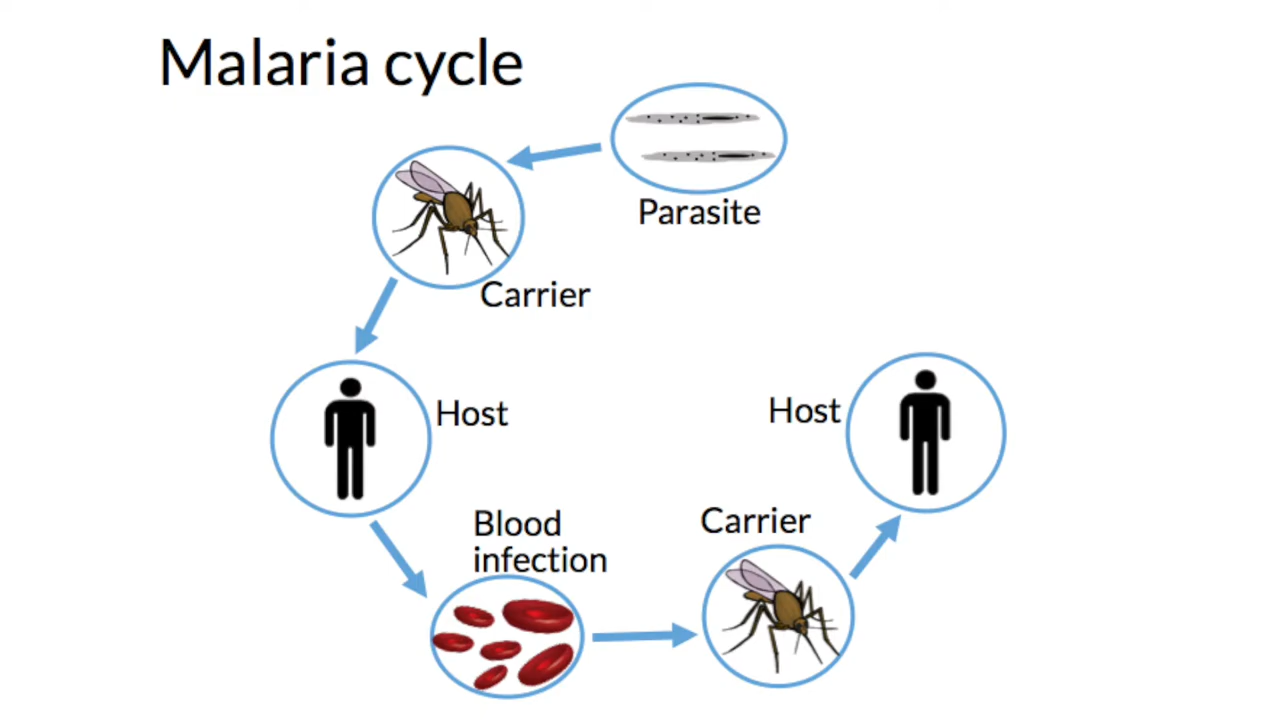 Malaria cycle
Parasite
Carrier
Host
Host
Blood
infection
Carrier